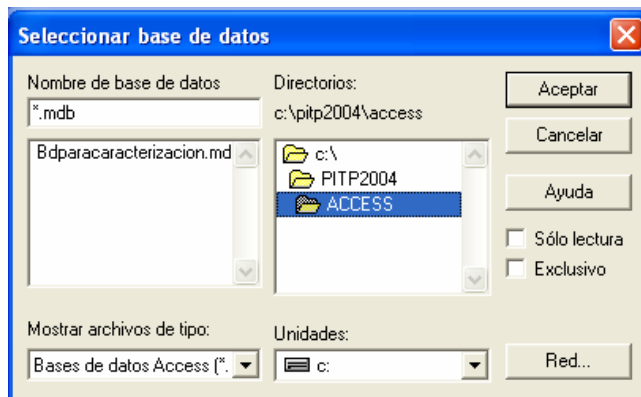 Seleccionar base de datos
Nombre de base de datos
*.mdb
Bdparacaracterizacion.md
Mostrar archivos de tipo:
Bases de datos Access (*.
Directorios:
c:\pitp2004\access
c:\
PITP2004
ACCESS
Unidades:
c:
Aceptar
Cancelar
Ayuda
Sólo lectura
Exclusivo
Red...